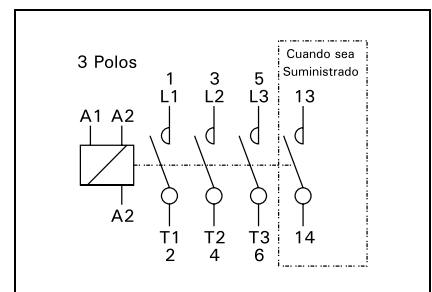 Cuando sea
Suministrado
3 Polos
1 3 5
L1 L2 L3 13
A1 A2
A2
T1 T2 T3 14
2 4 6